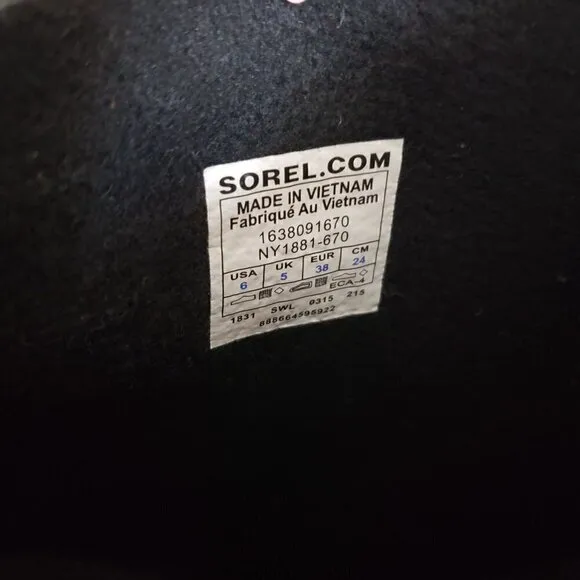 SOREL.COM
MADE IN VIETNAM
Fabriqué Au Vietnam
1638091670
NY1881-670
USA UK EUR CM
6 5 38 24
ECA-4
1831 SWL 0315 215
888664595922